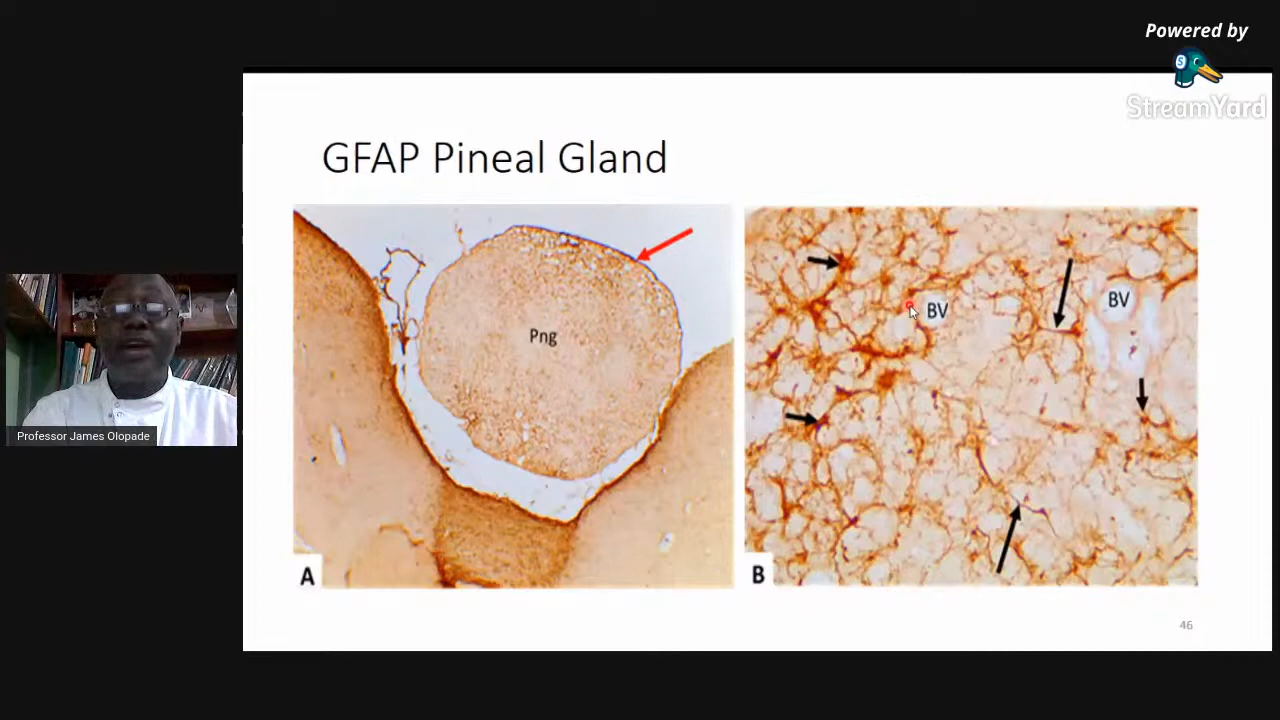 Powered by
StreamYard
GFAP Pineal Gland
Png
BV
BV
A
B
Professor James Olopade
46